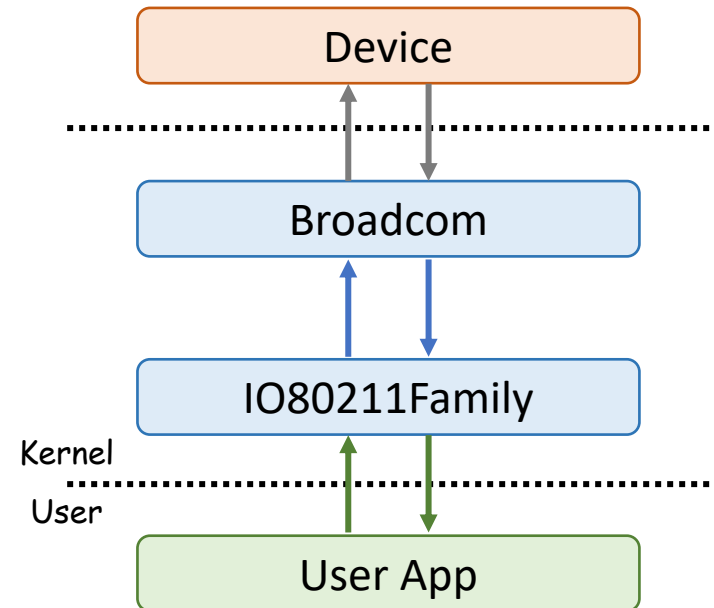 Device
Broadcom
IO80211Family
Kernel
User
User App